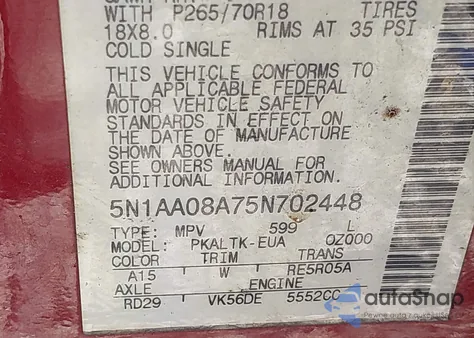 WITH P265/70R18 TIRES
18X8.0 RIMS AT 35 PSI
COLD SINGLE
THIS VEHICLE CONFORMS TO
ALL APPLICABLE FEDERAL
MOTOR VEHICLE SAFETY
STANDARDS IN EFFECT ON
THE DATE OF MANUFACTURE
SHOWN ABOVE.
SEE OWNERS MANUAL FOR
ADDITIONAL INFORMATION.
5N1AA08A75N702448
TYPE: MPV 599 L
MODEL: PKALTK-EUA OZ000
COLOR TRIM TRANS
A15 W RE5R05A
AXLE ENGINE
RD29 VK56DE 5552CC
autaSnap